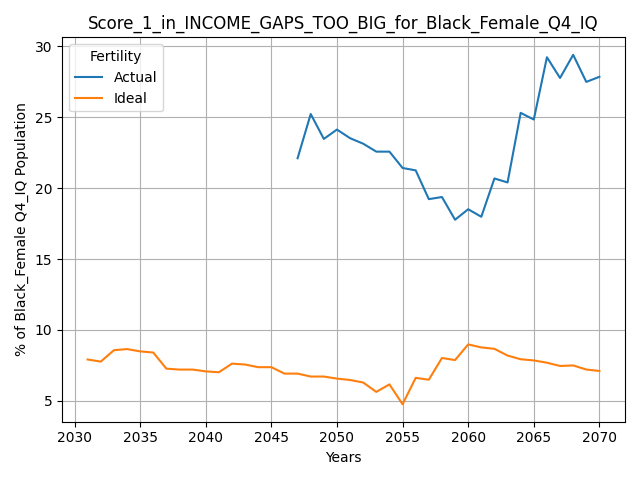 Score_1_in_INCOME_GAPS_TOO_BIG_for_Black_Female_Q4_IQ
Fertility
Actual
Ideal
% of Black_Female Q4_IQ Population
30
25
20
15
10
5
2030 2035 2040 2045 2050 2055 2060 2065 2070
Years